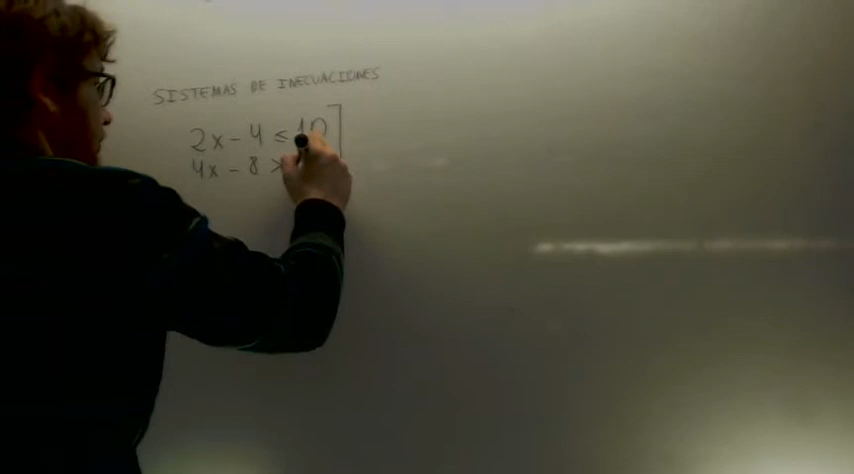 SISTEMAS DE INECUACIONES
2x - 4 ≤ 10
4x - 8 >